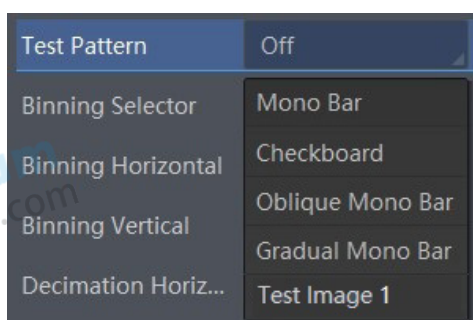 Test Pattern Off
Binning Selector Mono Bar
Binning Horizontal Checkboard
Binning Vertical Oblique Mono Bar
Gradual Mono Bar
Decimation Horiz... Test Image 1
.com